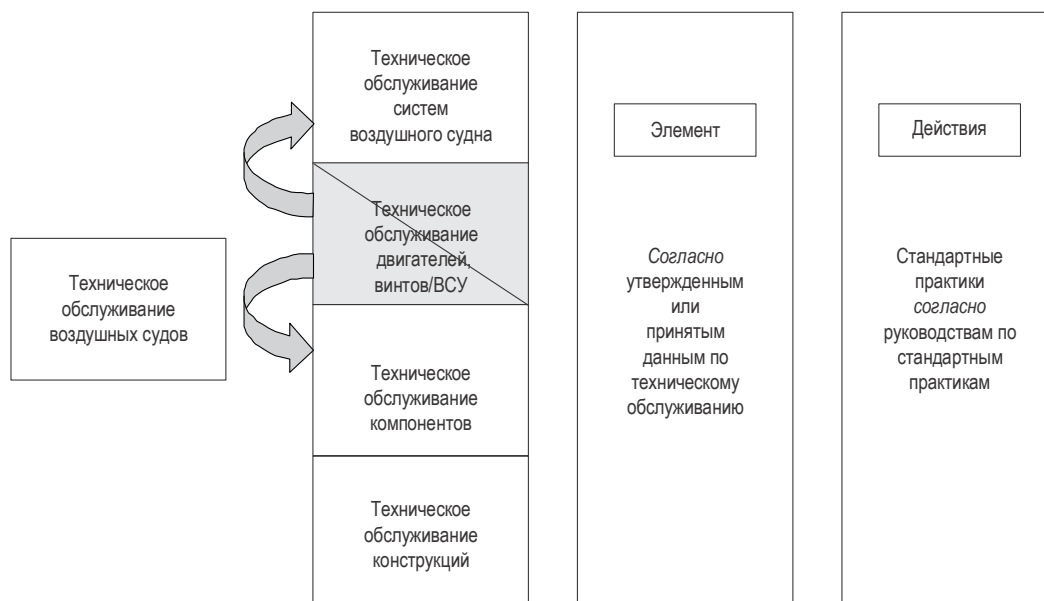 Техническое
обслуживание
воздушных судов
Техническое
обслуживание
систем
воздушного судна
Техническое
обслуживание
двигателей,
винтов/ВСУ
Техническое
обслуживание
компонентов
Техническое
обслуживание
конструкций
Элемент
Согласно
утвержденным
или
принятым
данным по
техническому
обслуживанию
Действия
Стандартные
практики
согласно
руководствам по
стандартным
практикам